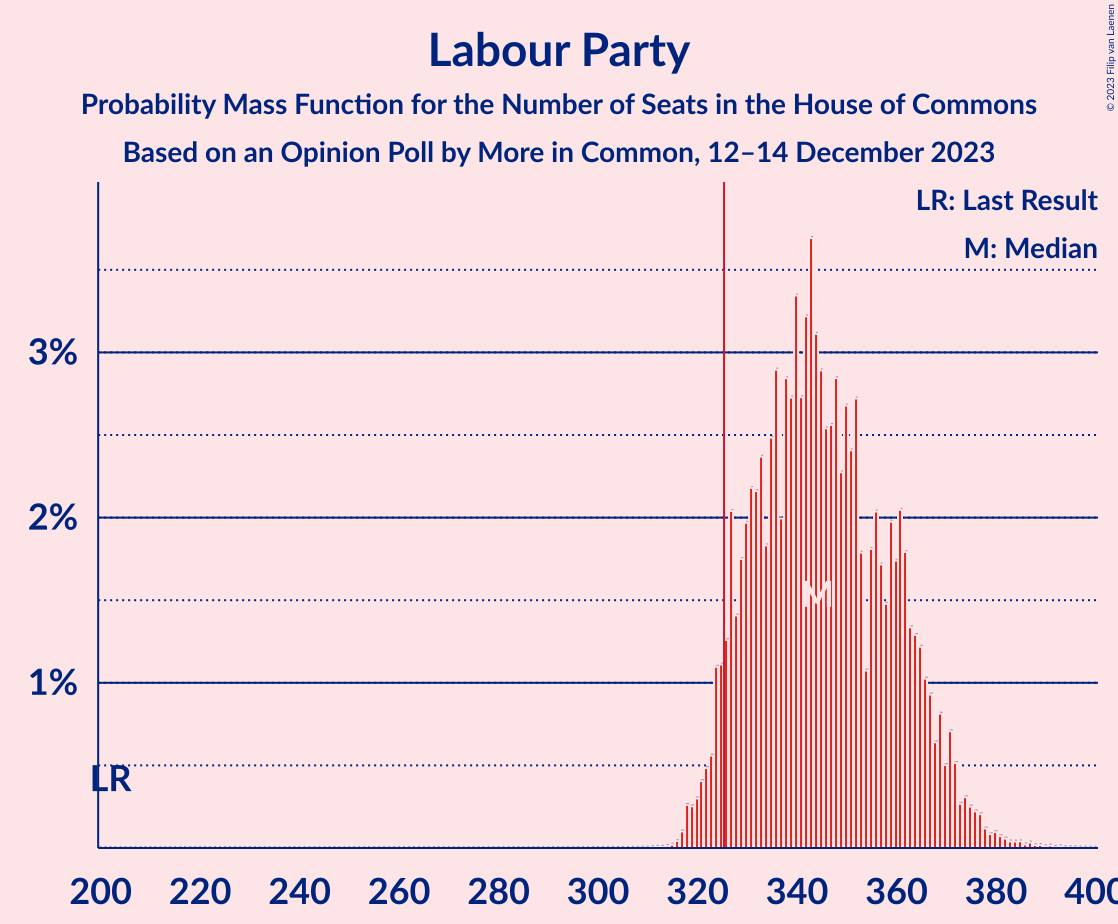 Labour Party
Probability Mass Function for the Number of Seats in the House of Commons
Based on an Opinion Poll by More in Common, 12–14 December 2023
© 2023 Filip van Laenen
LR: Last Result
M: Median
3%
2%
1%
M
LR
200 220 240 260 280 300 320 340 360 380 400